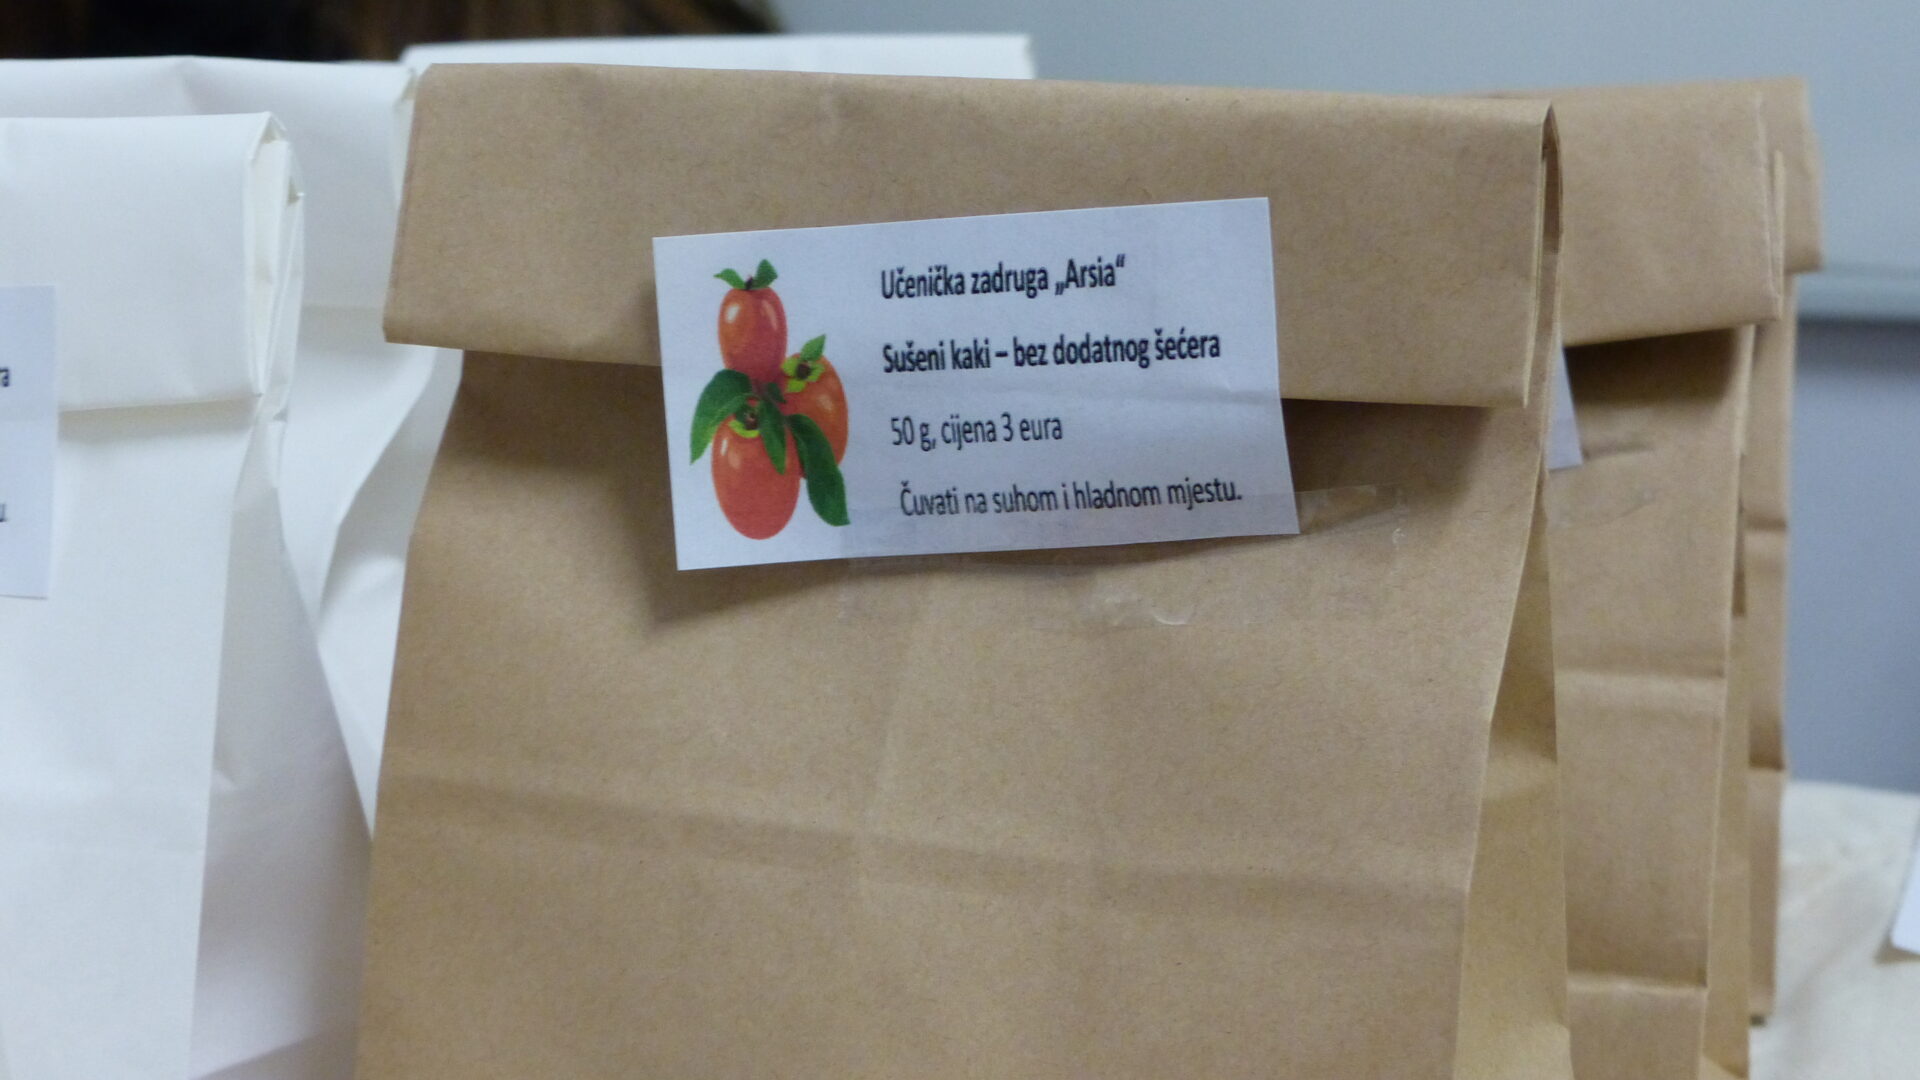 Učenička zadruga „Arsia“
Sušeni kaki – bez dodatnog šećera
50 g, cijena 3 eura
Čuvati na suhom i hladnom mjestu.